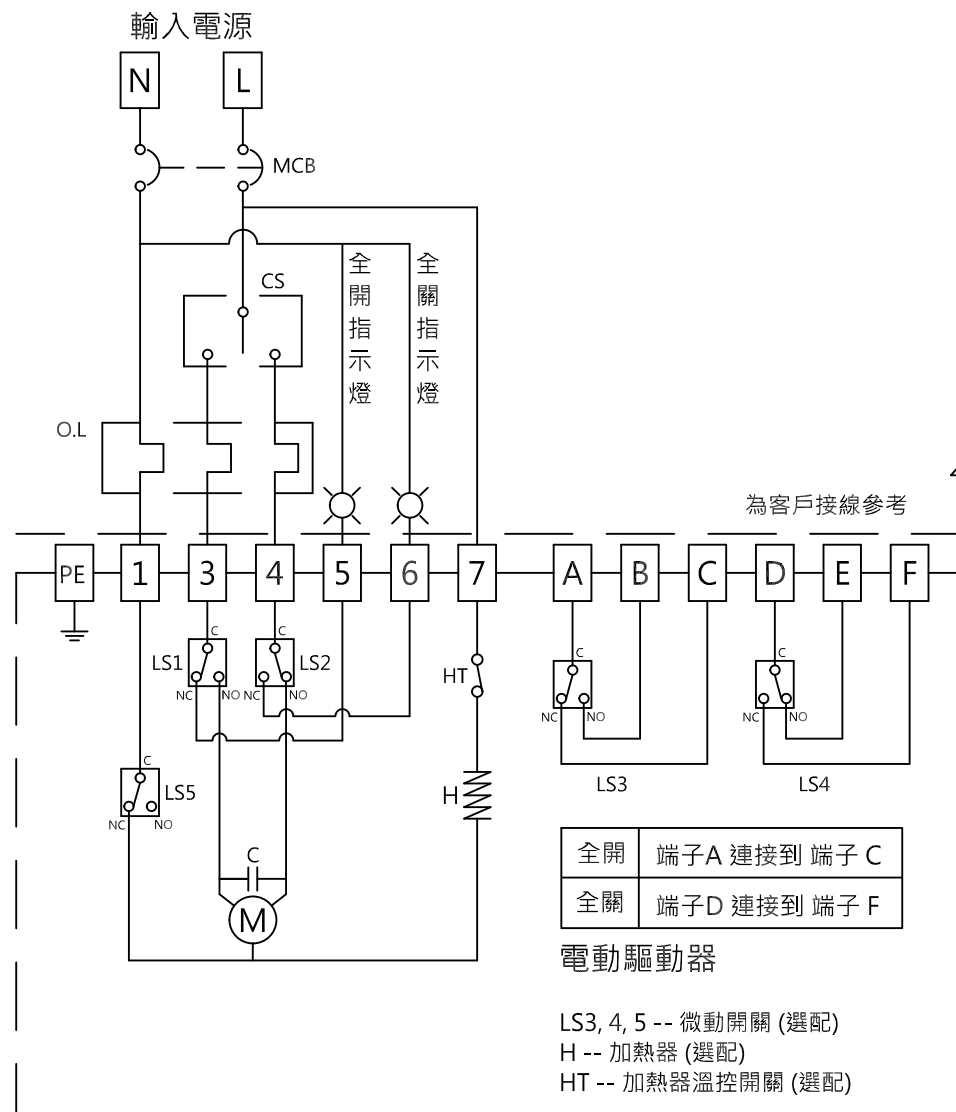 輸入電源
N L
MCB
全開指示燈
全關指示燈
CS
O.L
為客戶接線參考
PE 1 3 4 5 6 7 A B C D E F
C C C C
LS1 LS2
HT
NC NO NC NO
NC NO NC NO
C
LS5
H
LS3 LS4
NC NO
C
M
全開 端子A 連接到 端子 C
全關 端子D 連接到 端子 F
電動驅動器
LS3, 4, 5 -- 微動開關 (選配)
H -- 加熱器 (選配)
HT -- 加熱器溫控開關 (選配)